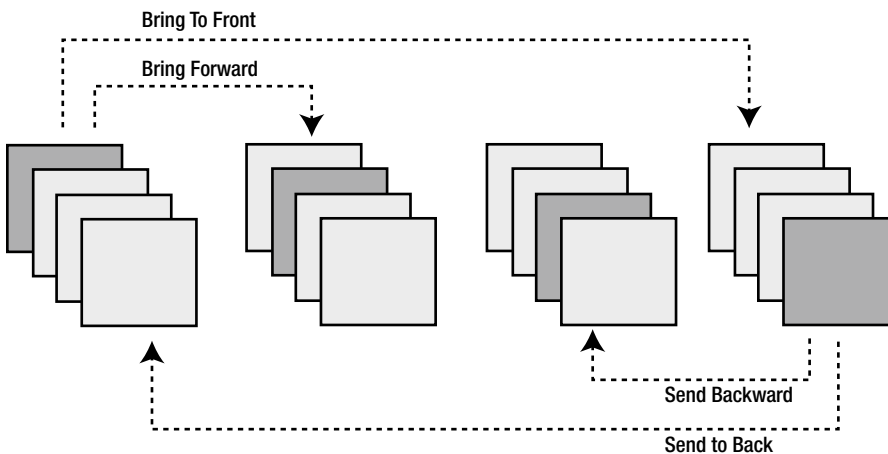 Bring To Front
Bring Forward
Send Backward
Send to Back